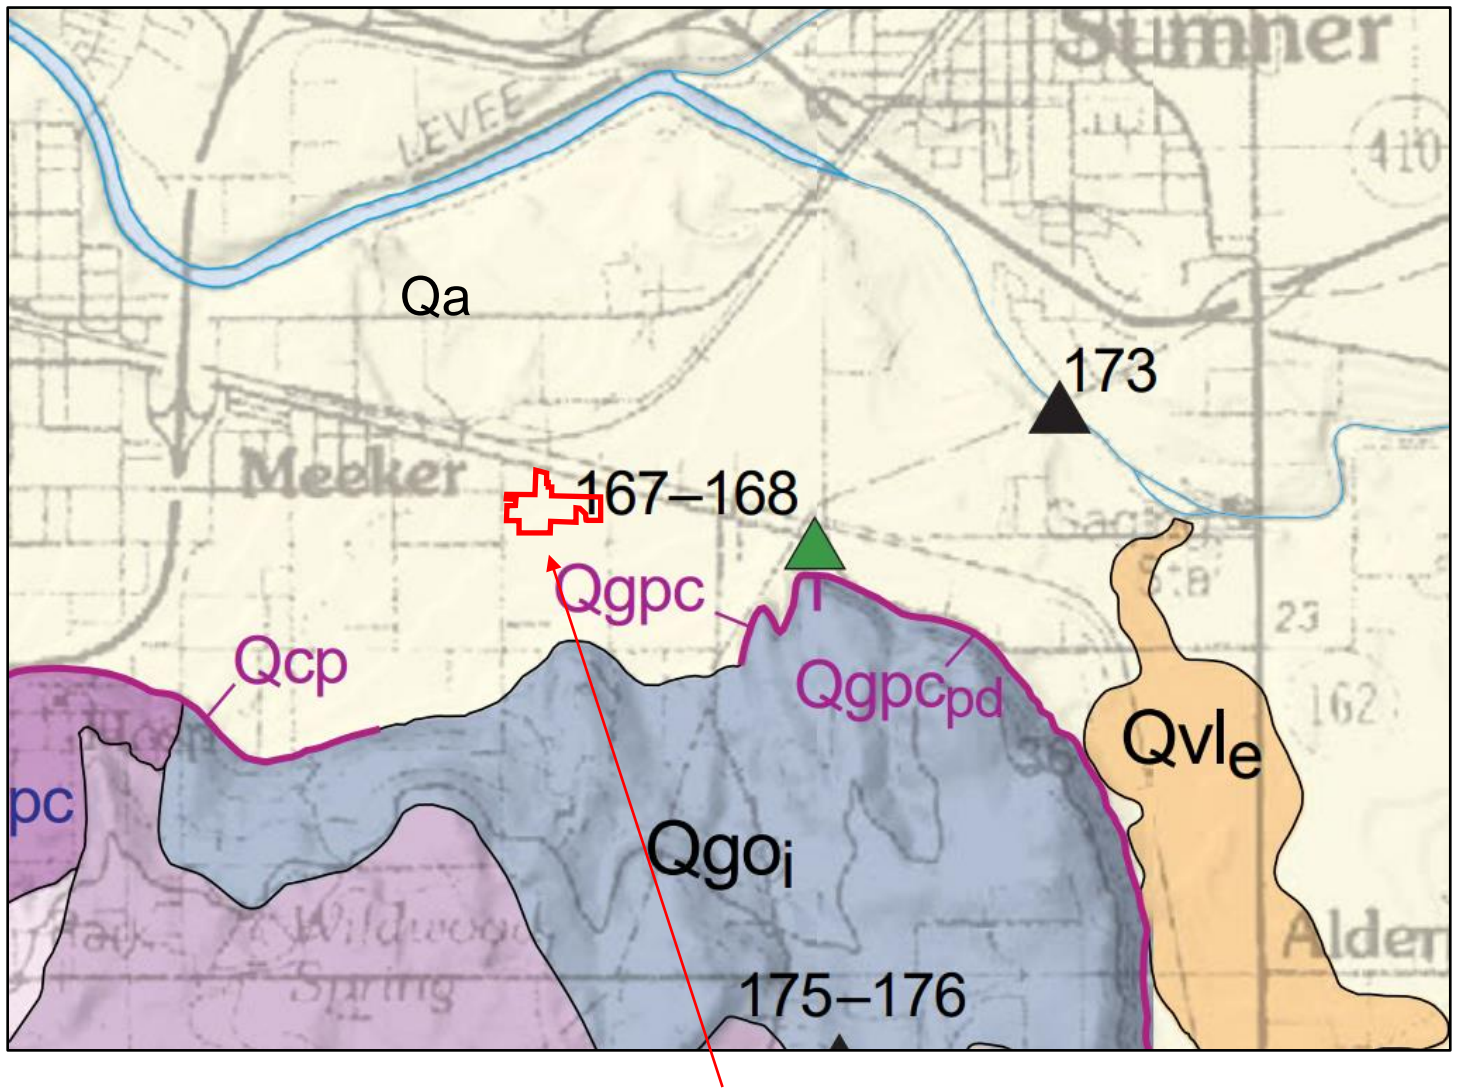 Sumner
LEVEE
410
Qa
173
Meeker
167–168
Qgpc
23
Qcp
Qgpcpd
162
Qvle
36
pc
Qgoi
Wildwood
Alder
Spring
175–176